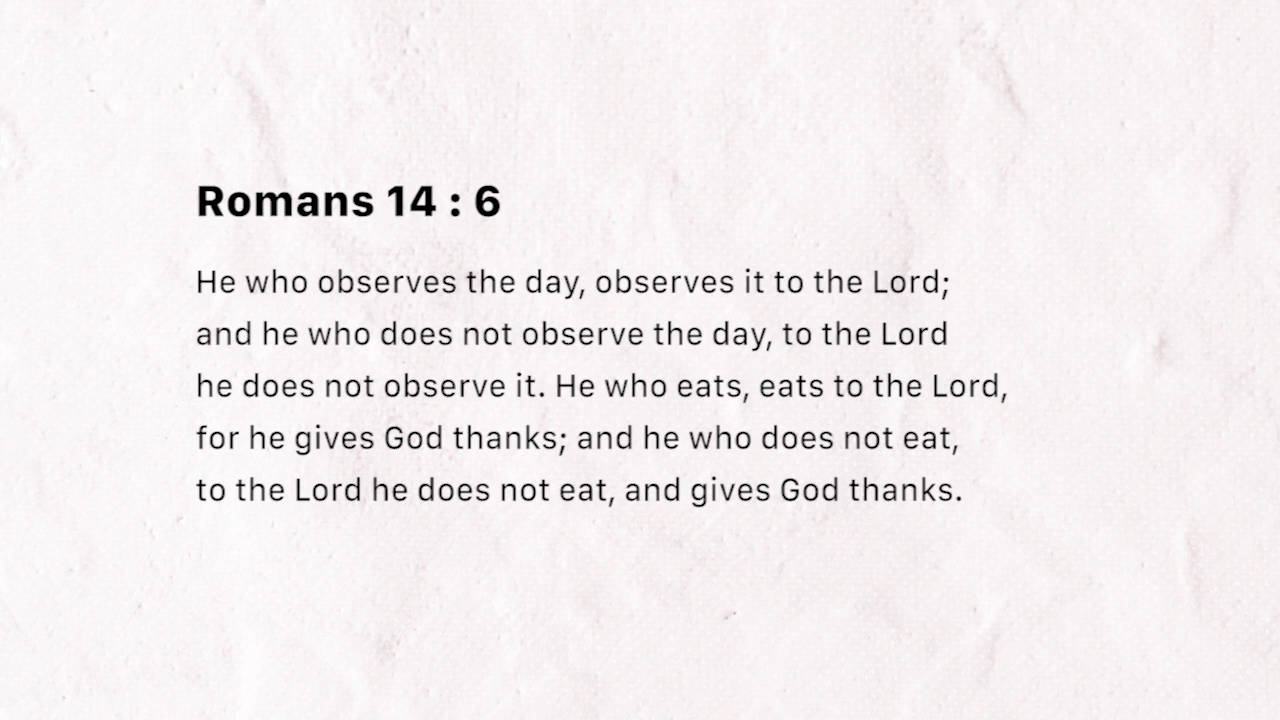 Romans 14 : 6
He who observes the day, observes it to the Lord;
and he who does not observe the day, to the Lord
he does not observe it. He who eats, eats to the Lord,
for he gives God thanks; and he who does not eat,
to the Lord he does not eat, and gives God thanks.